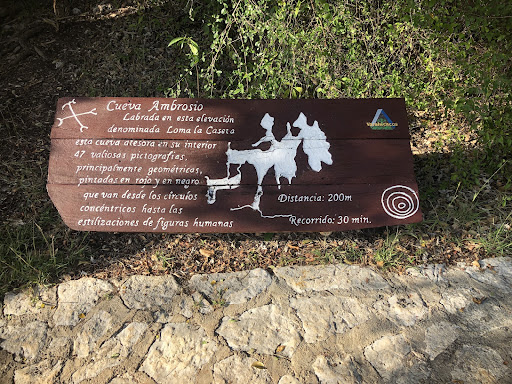 Cueva Ambrosio
Labrada en esta elevación
denominada Loma la Caseta
esta cueva atesora en su interior
47 valiosas pictografías,
principalmente geométricas,
pintadas en rojo y en negro
que van desde los círculos
concéntricos hasta las
estilizaciones de figuras humanas
Varahicacos
Distancia: 200m
Recorrido: 30 min.